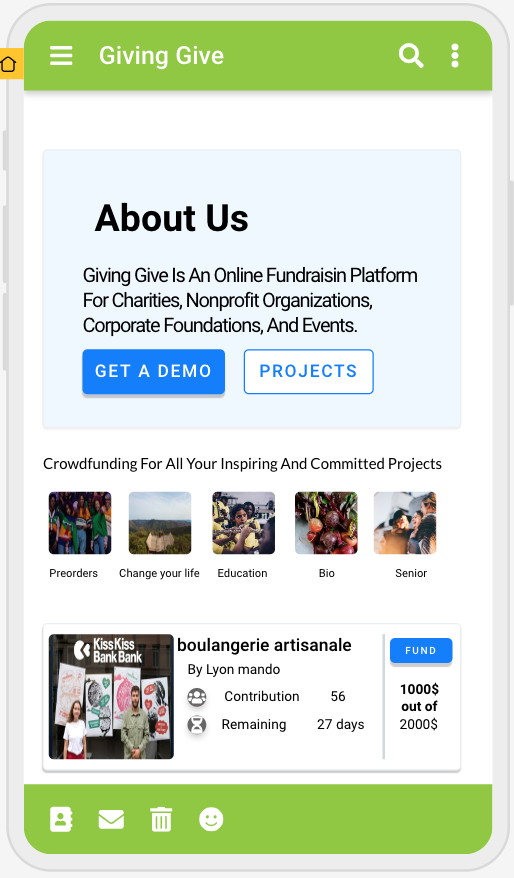 Giving Give
About Us
Giving Give Is An Online Fundraisin Platform
For Charities, Nonprofit Organizations,
Corporate Foundations, And Events.
GET A DEMO
PROJECTS
Crowdfunding For All Your Inspiring And Committed Projects
Preorders
Change your life
Education
Bio
Senior
KissKiss
BankBank
boulangerie artisanale
By Lyon mando
Contribution 56
Remaining 27 days
FUND
1000$
out of
2000$